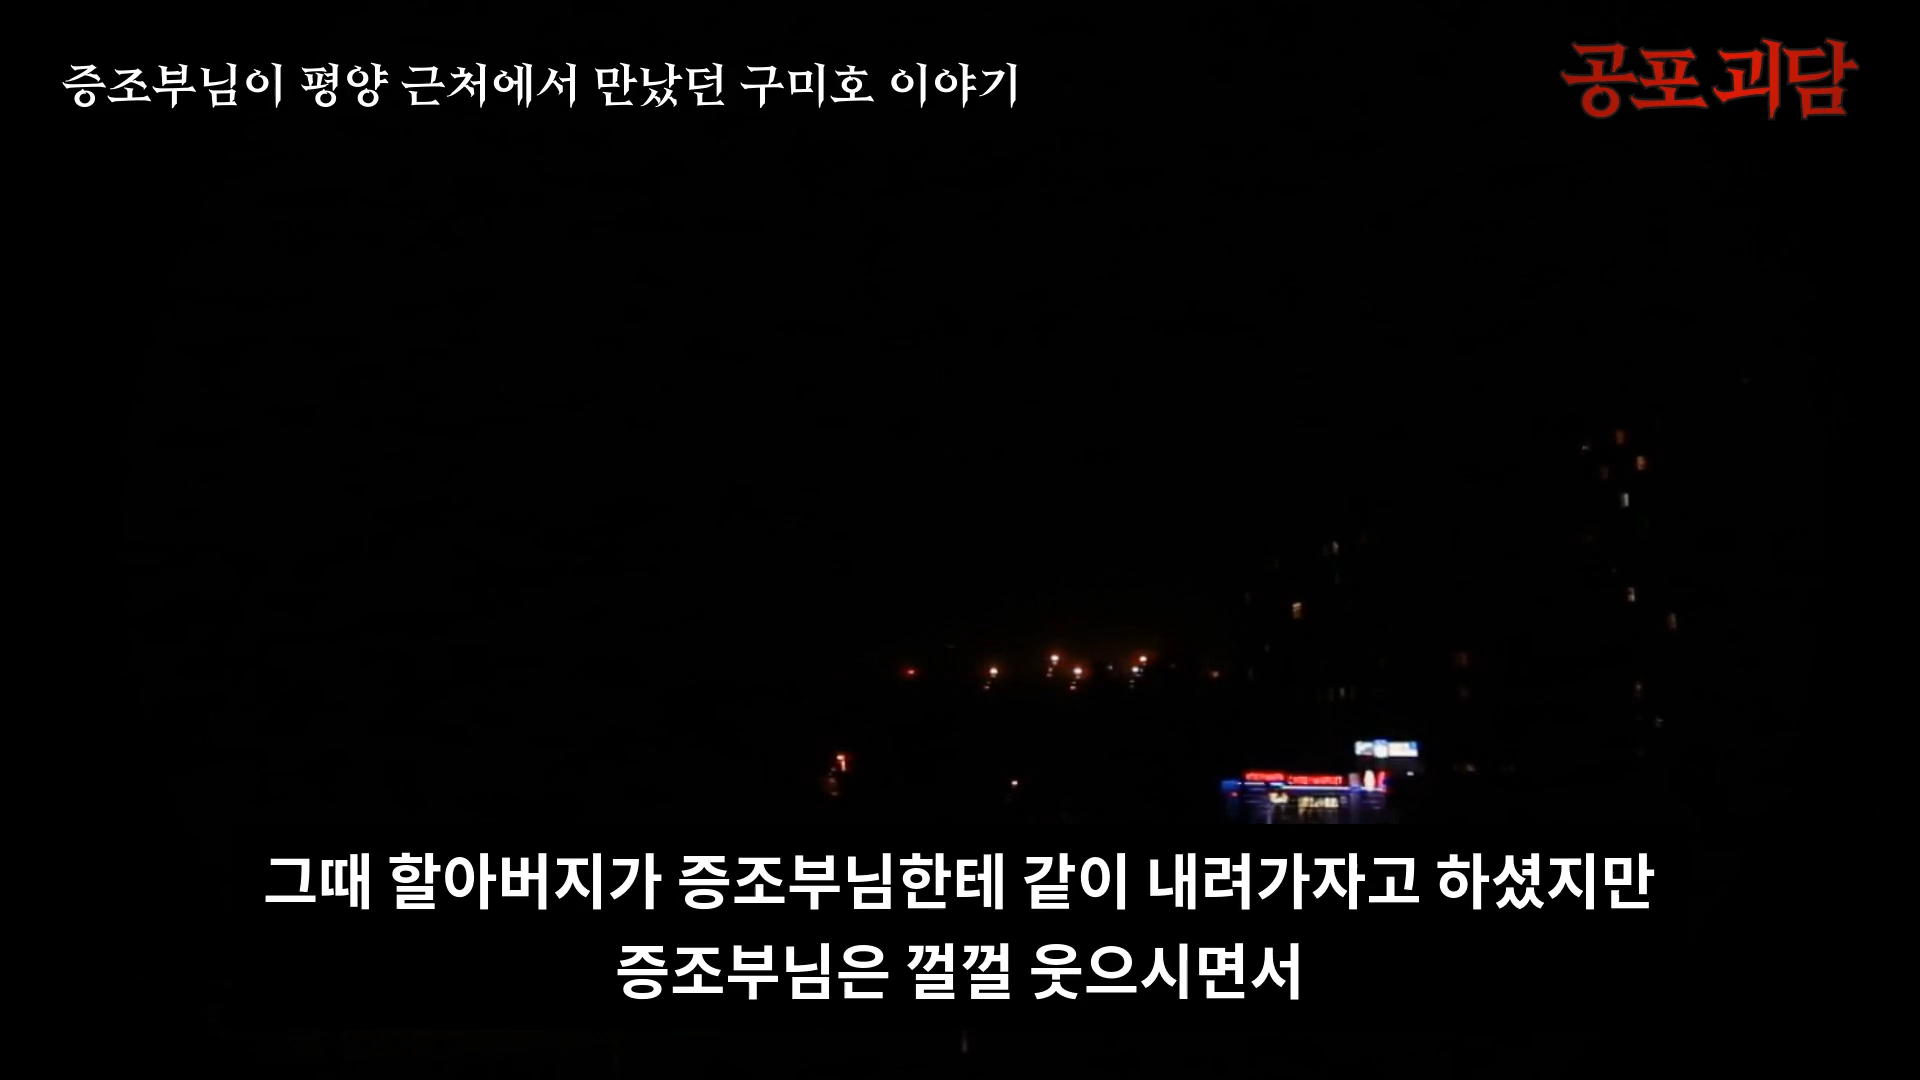 증조부님이 평양 근처에서 만났던 구미호 이야기
공포 괴담
그때 할아버지가 증조부님한테 같이 내려가자고 하셨지만
증조부님은 껄껄 웃으시면서